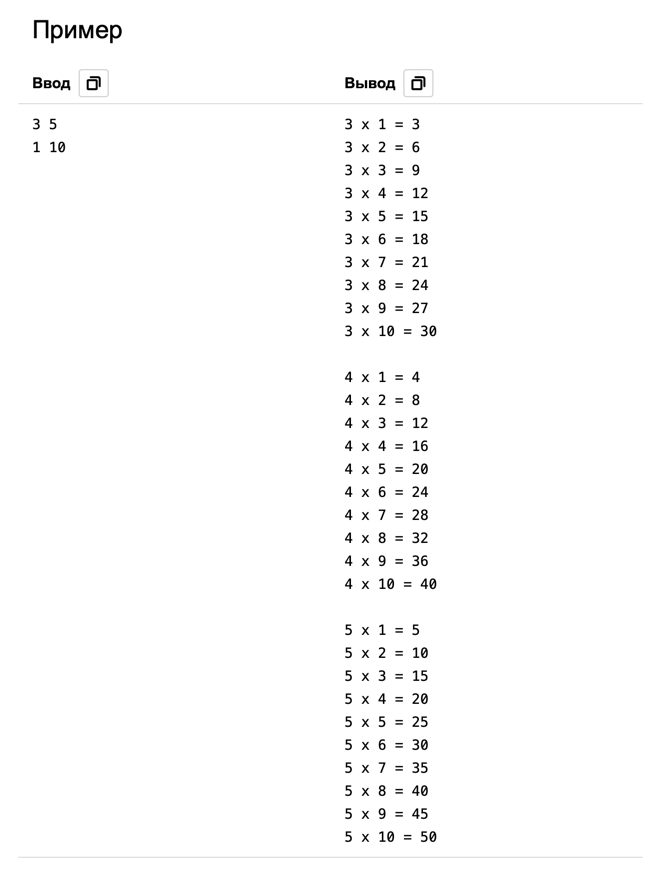 Пример
Ввод
Вывод
3 5
1 10
3 x 1 = 3
3 x 2 = 6
3 x 3 = 9
3 x 4 = 12
3 x 5 = 15
3 x 6 = 18
3 x 7 = 21
3 x 8 = 24
3 x 9 = 27
3 x 10 = 30
4 x 1 = 4
4 x 2 = 8
4 x 3 = 12
4 x 4 = 16
4 x 5 = 20
4 x 6 = 24
4 x 7 = 28
4 x 8 = 32
4 x 9 = 36
4 x 10 = 40
5 x 1 = 5
5 x 2 = 10
5 x 3 = 15
5 x 4 = 20
5 x 5 = 25
5 x 6 = 30
5 x 7 = 35
5 x 8 = 40
5 x 9 = 45
5 x 10 = 50